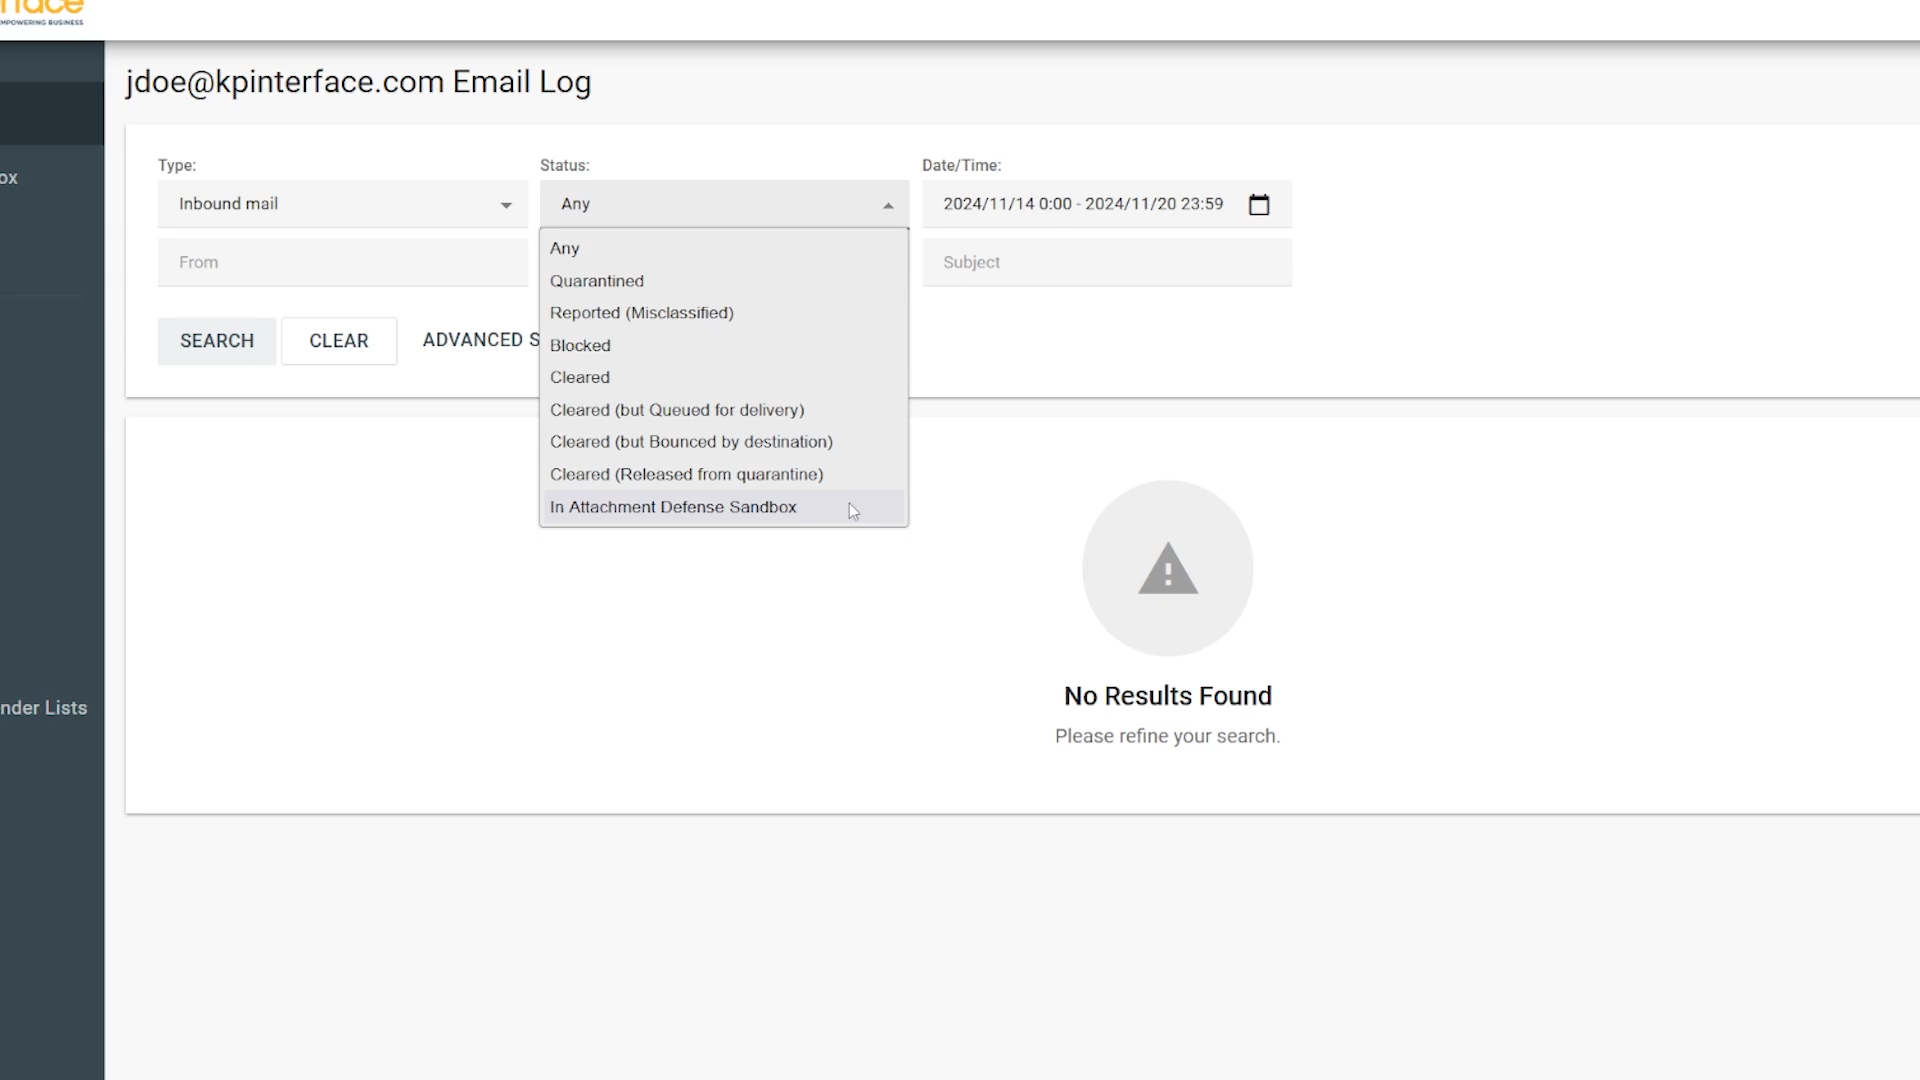 EMPOWERING BUSINESS
jdoe@kpinterface.com Email Log
Type:
Status:
Date/Time:
Inbound mail
Any
2024/11/14 0:00 - 2024/11/20 23:59
From
Subject
SEARCH
CLEAR
ADVANCED S
Any
Quarantined
Reported (Misclassified)
Blocked
Cleared
Cleared (but Queued for delivery)
Cleared (but Bounced by destination)
Cleared (Released from quarantine)
In Attachment Defense Sandbox
ox
nder Lists
No Results Found
Please refine your search.